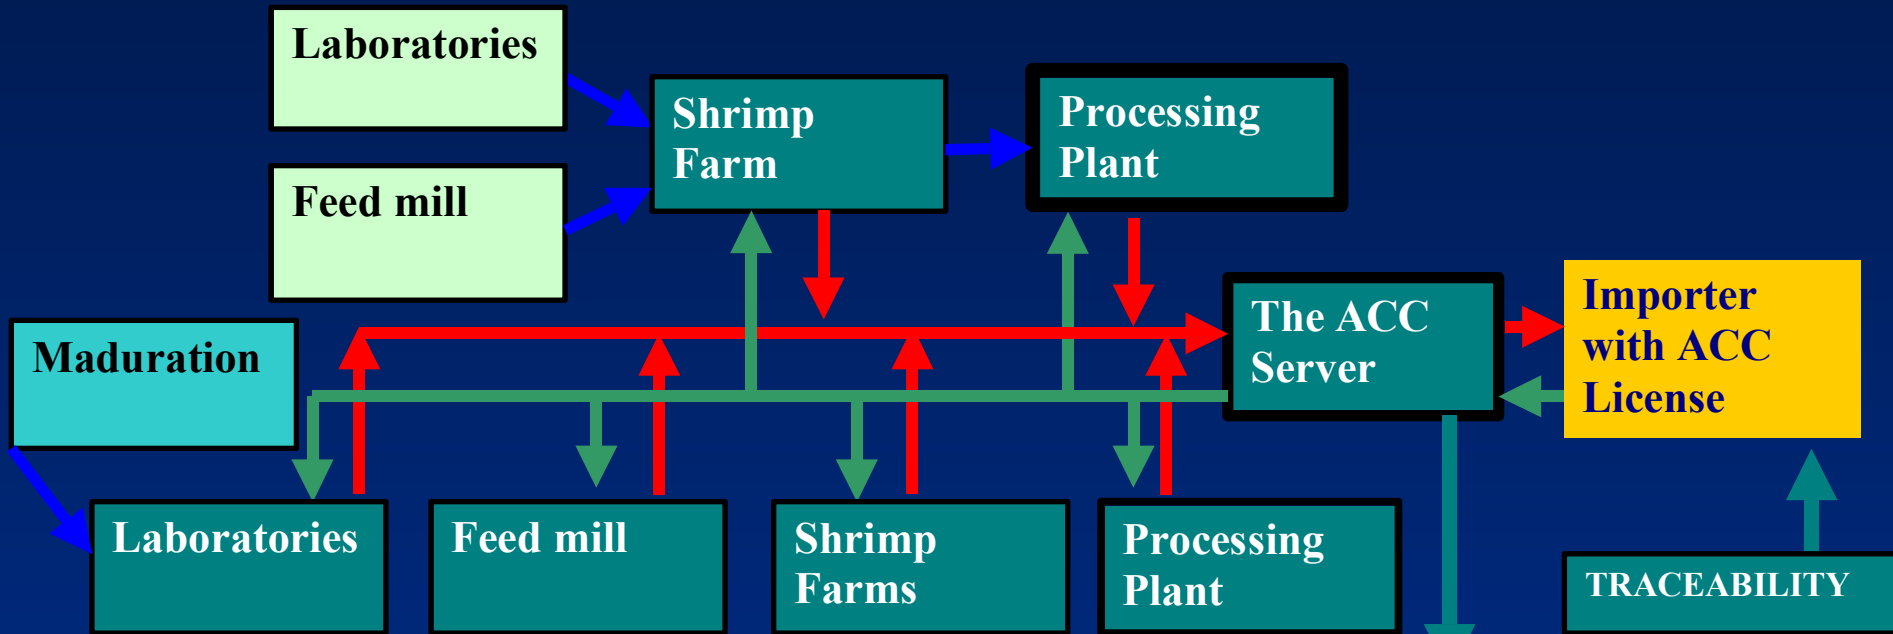 Laboratories
Shrimp
Farm
Processing
Plant
Feed mill
Maduration
The ACC
Server
Importer
with ACC
License
Laboratories
Feed mill
Shrimp
Farms
Processing
Plant
TRACEABILITY